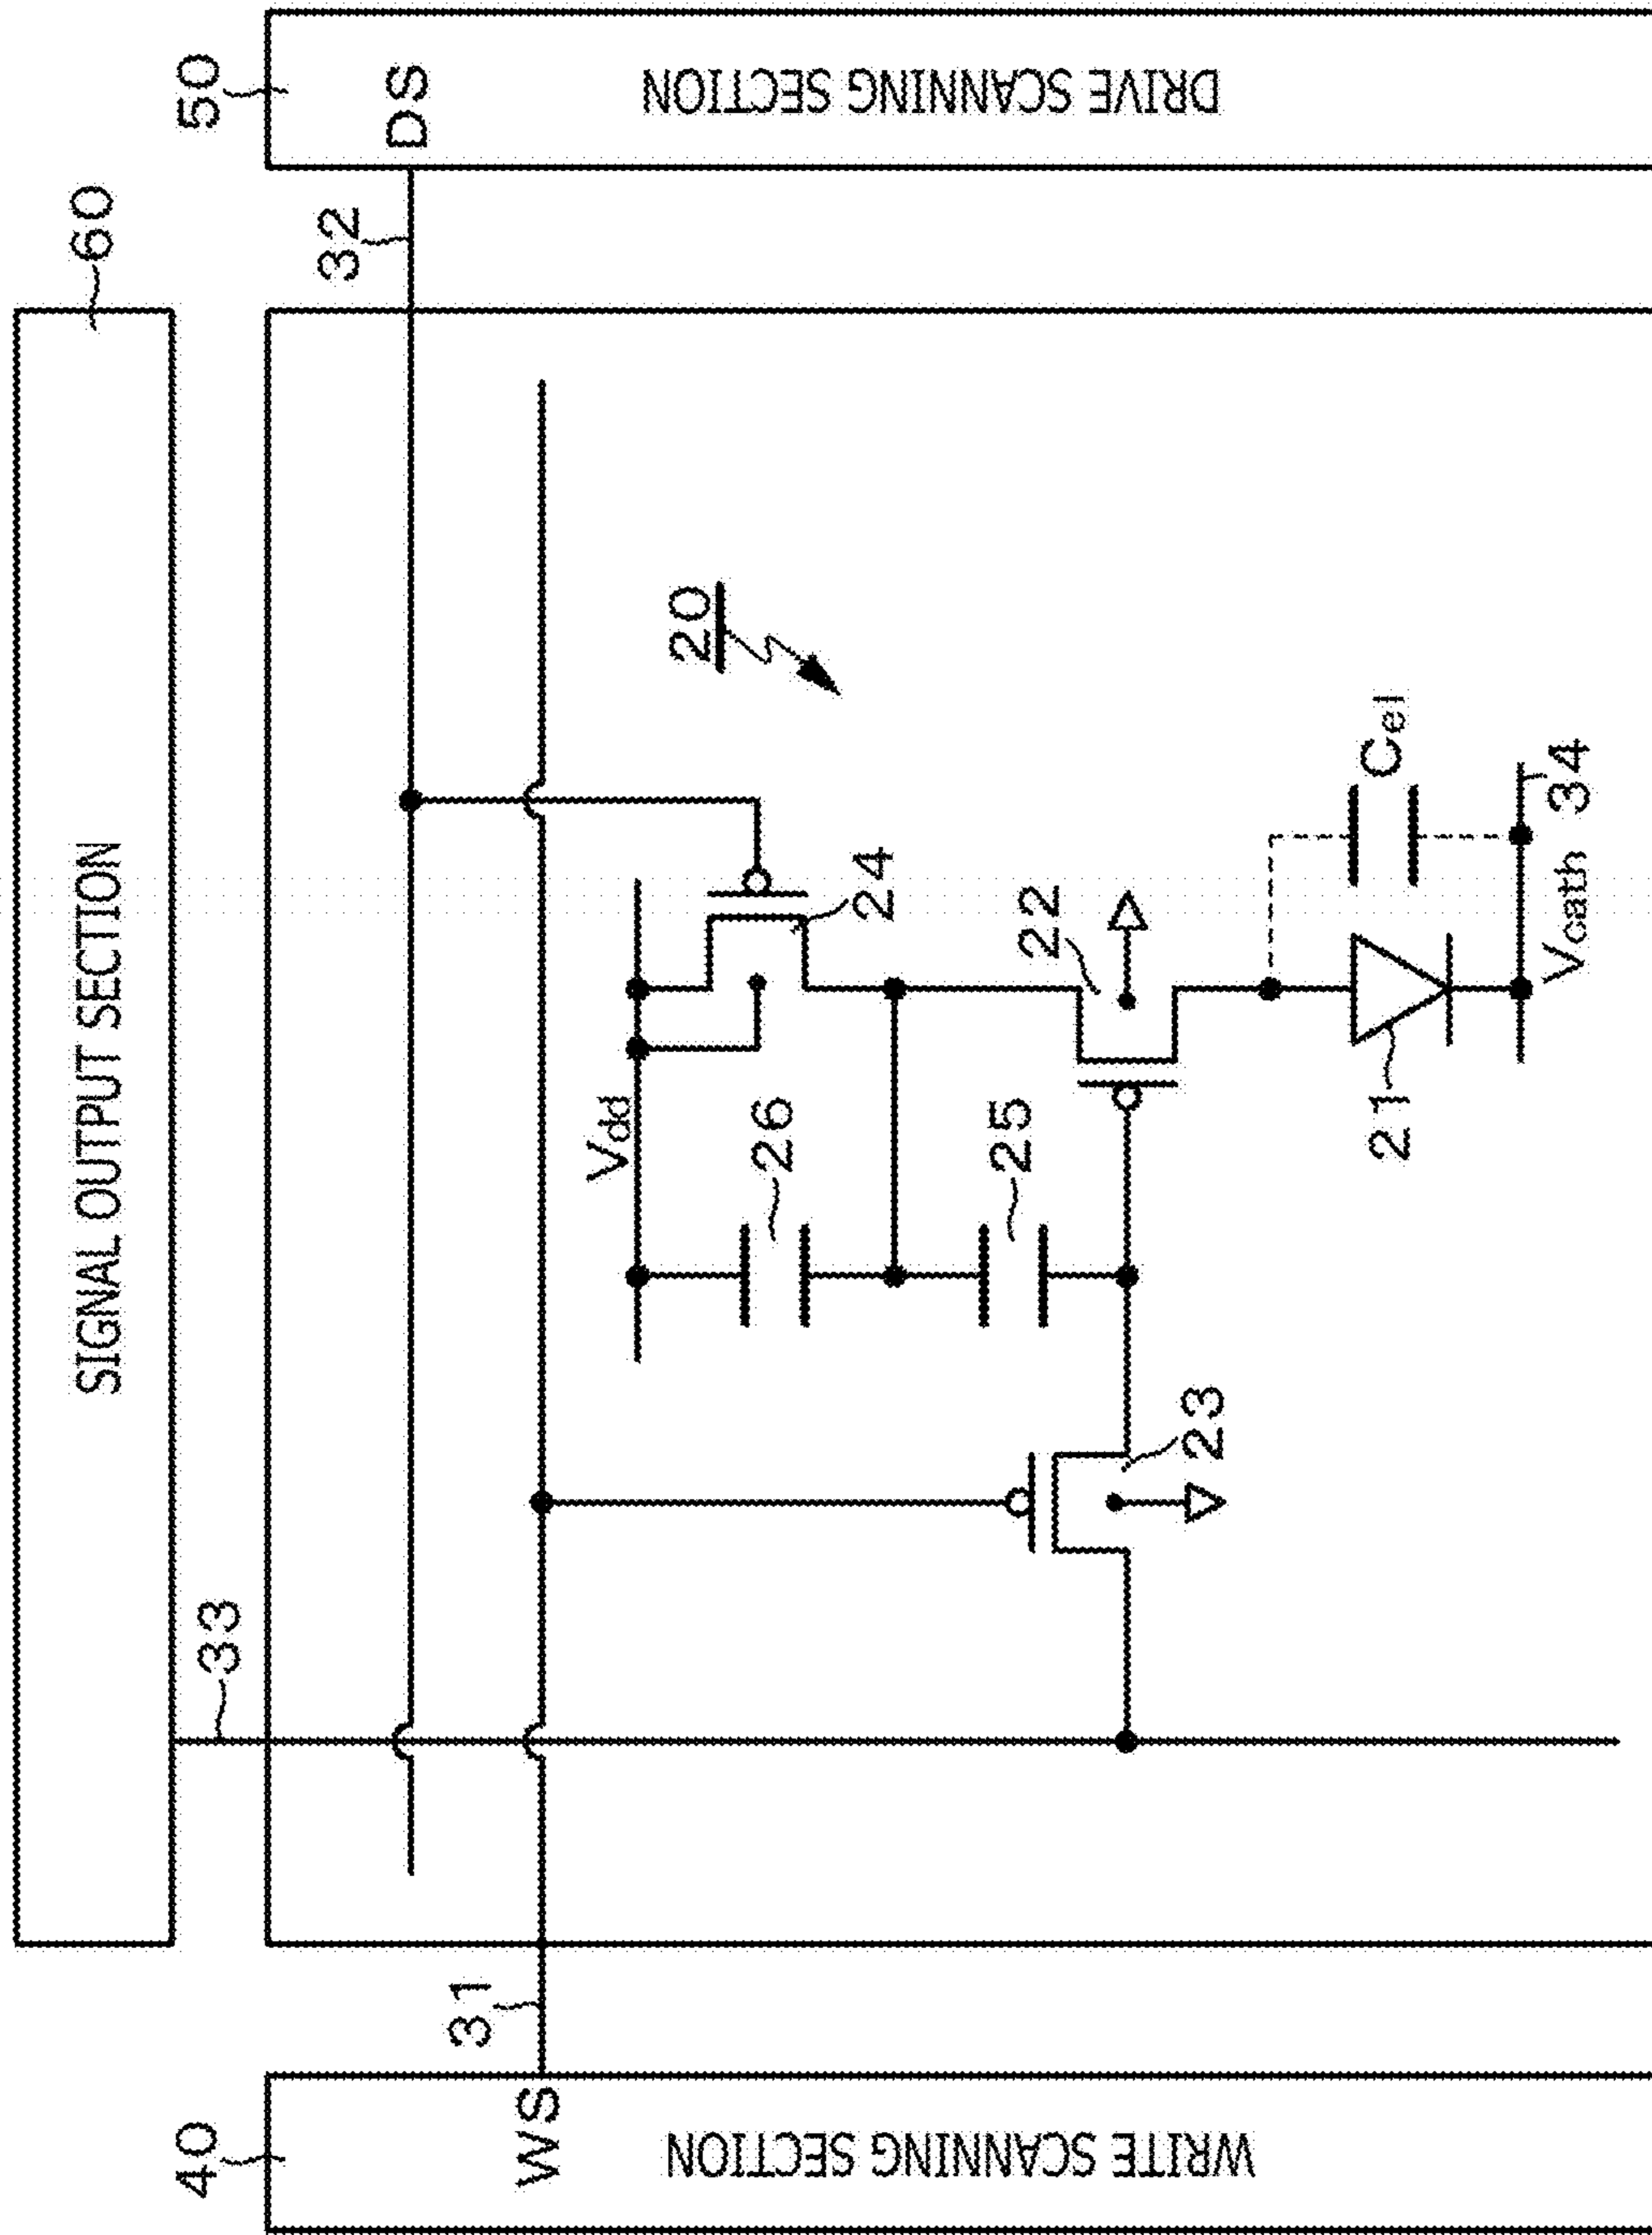 60
SIGNAL OUTPUT SECTION
40
33
50
WS
31
32
DS
WRITE SCANNING SECTION
DRIVE SCANNING SECTION
Vdd
20
26
24
25
22
23
21
Cel
Vcath
34